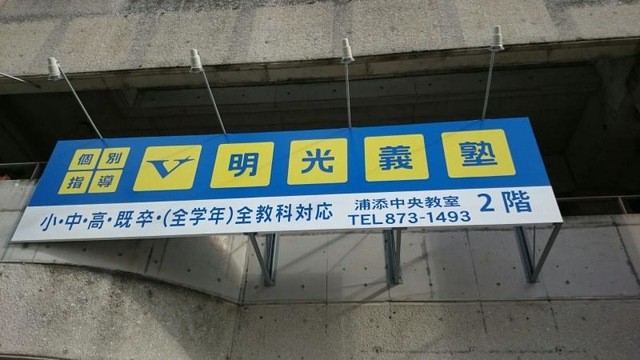 個別
指導
V 明光義塾
小・中・高・既卒・(全学年)全教科対応
浦添中央教室
TEL873-1493
2階